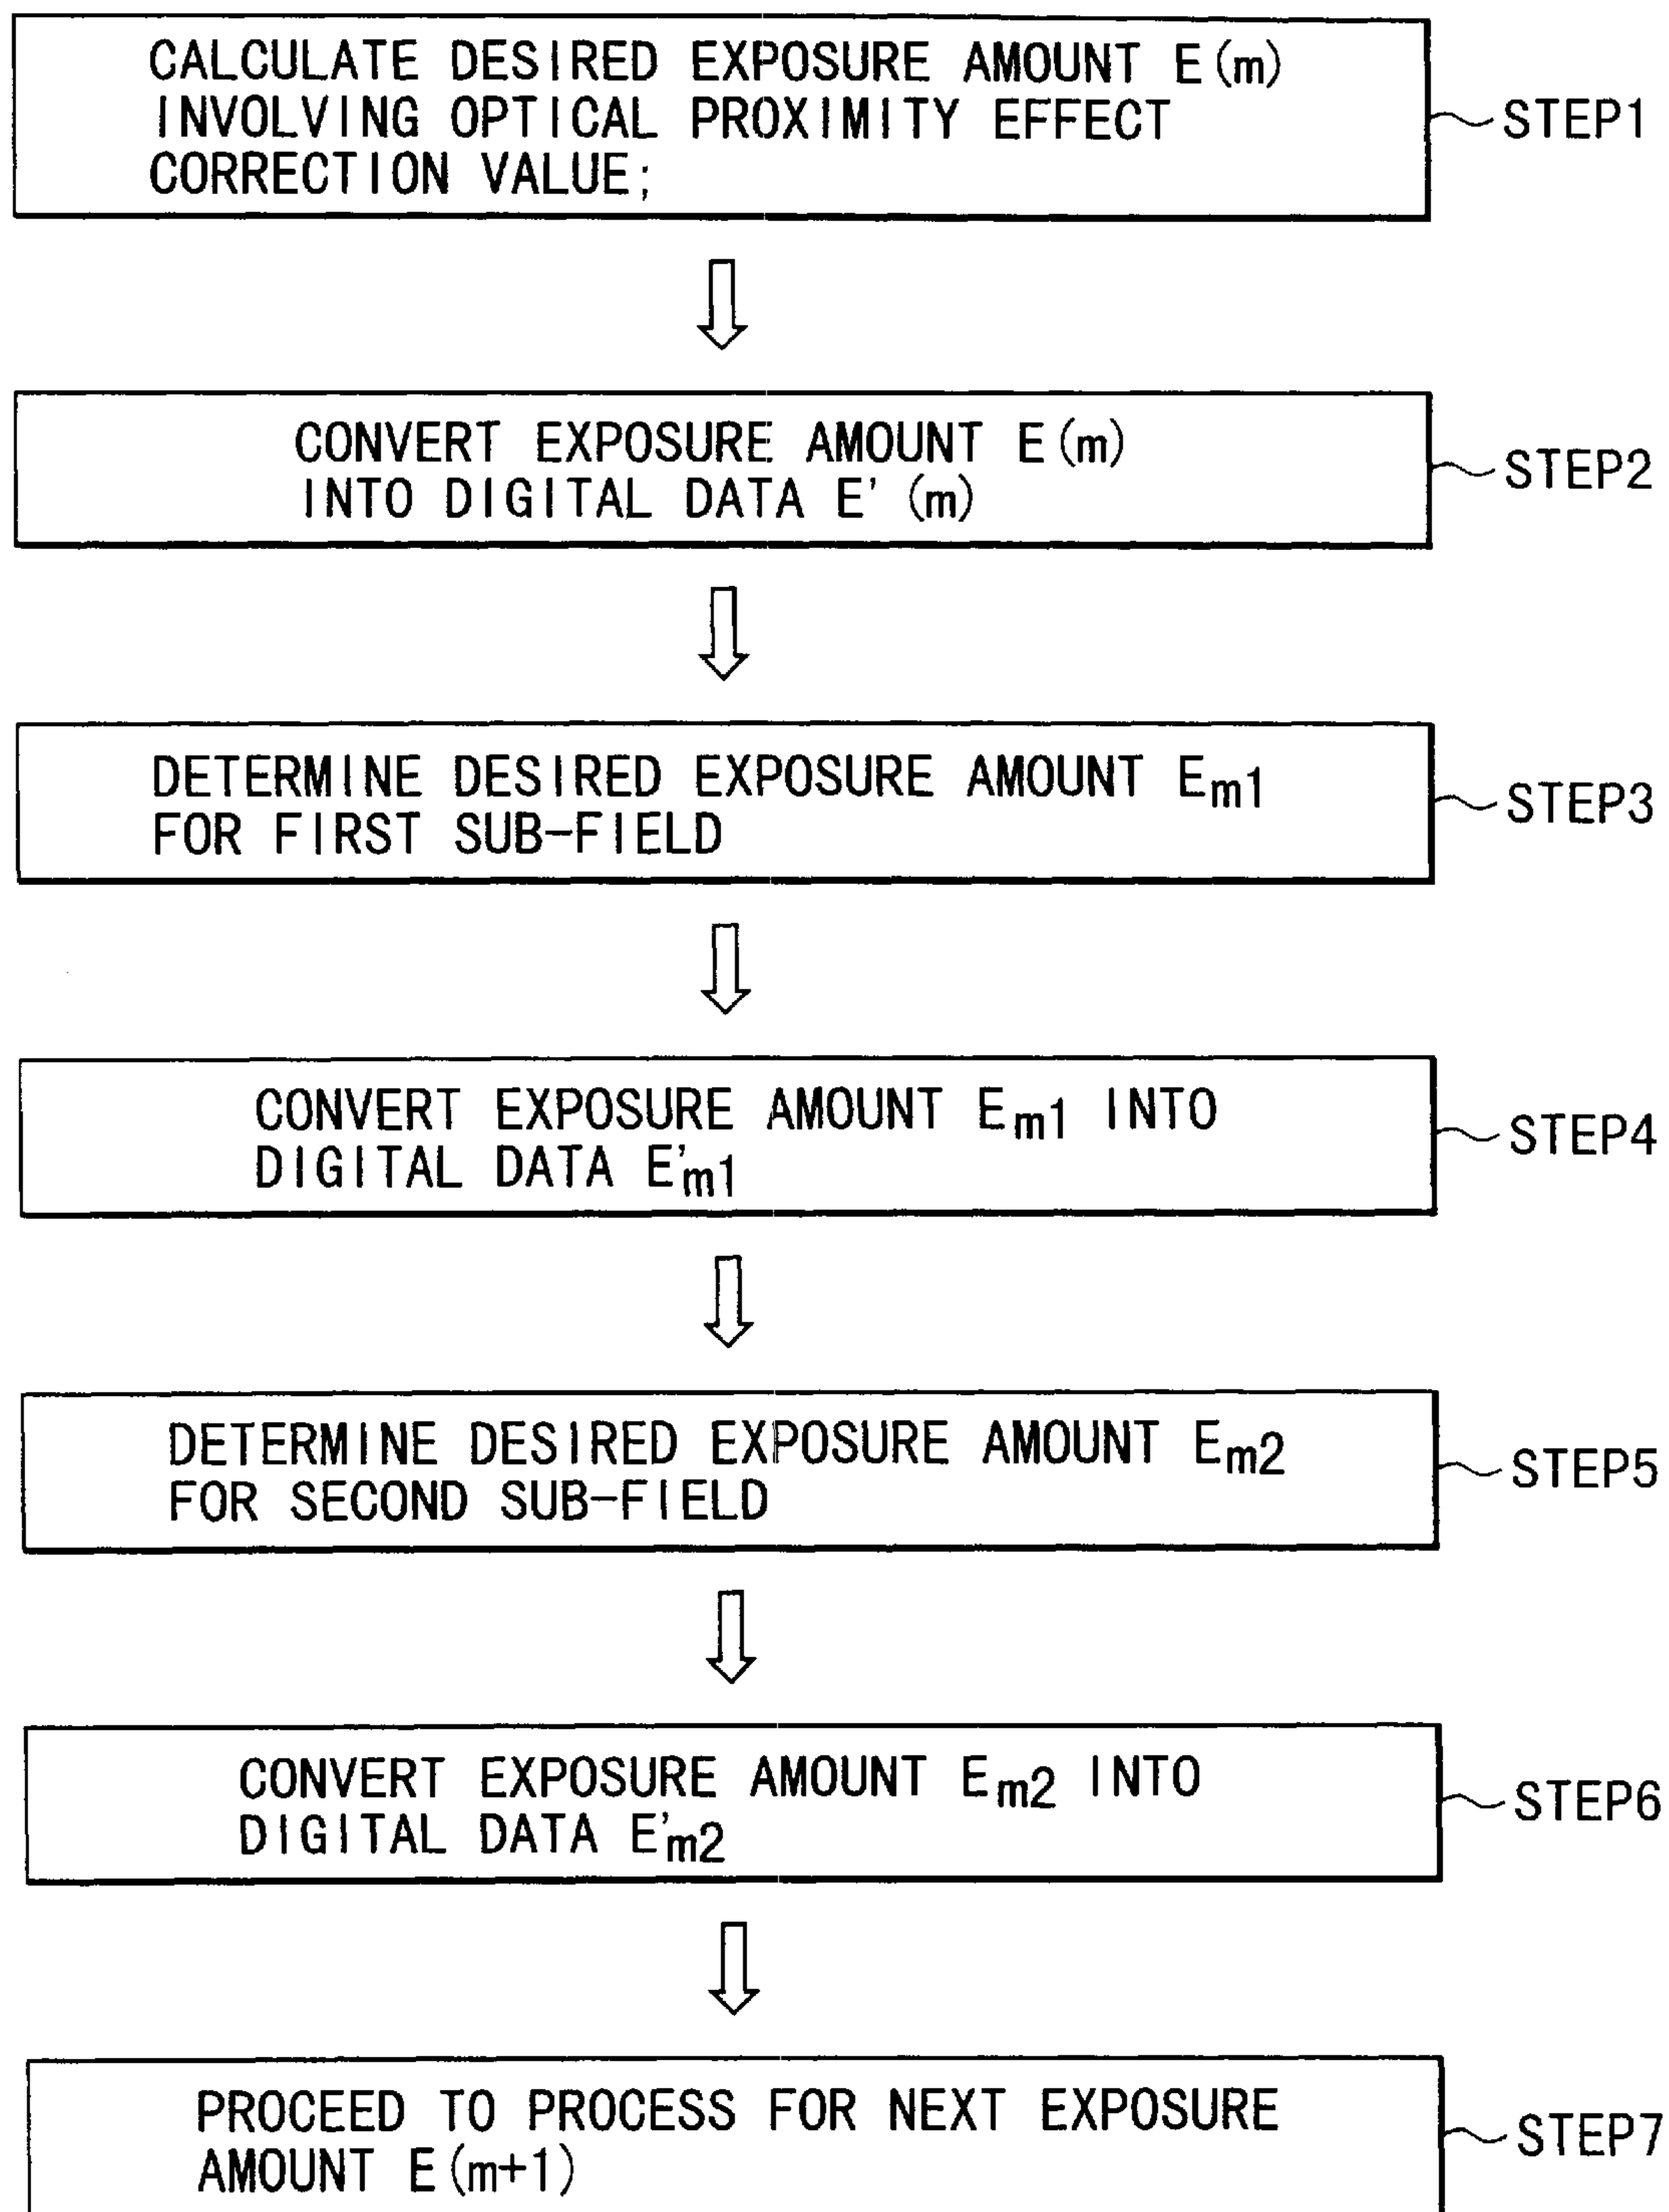 CALCULATE DESIRED EXPOSURE AMOUNT E(m)
INVOLVING OPTICAL PROXIMITY EFFECT
CORRECTION VALUE;
STEP1
CONVERT EXPOSURE AMOUNT E(m)
INTO DIGITAL DATA E'(m)
STEP2
DETERMINE DESIRED EXPOSURE AMOUNT Em1
FOR FIRST SUB-FIELD
STEP3
CONVERT EXPOSURE AMOUNT Em1 INTO
DIGITAL DATA E'm1
STEP4
DETERMINE DESIRED EXPOSURE AMOUNT Em2
FOR SECOND SUB-FIELD
STEP5
CONVERT EXPOSURE AMOUNT Em2 INTO
DIGITAL DATA E'm2
STEP6
PROCEED TO PROCESS FOR NEXT EXPOSURE
AMOUNT E(m+1)
STEP7